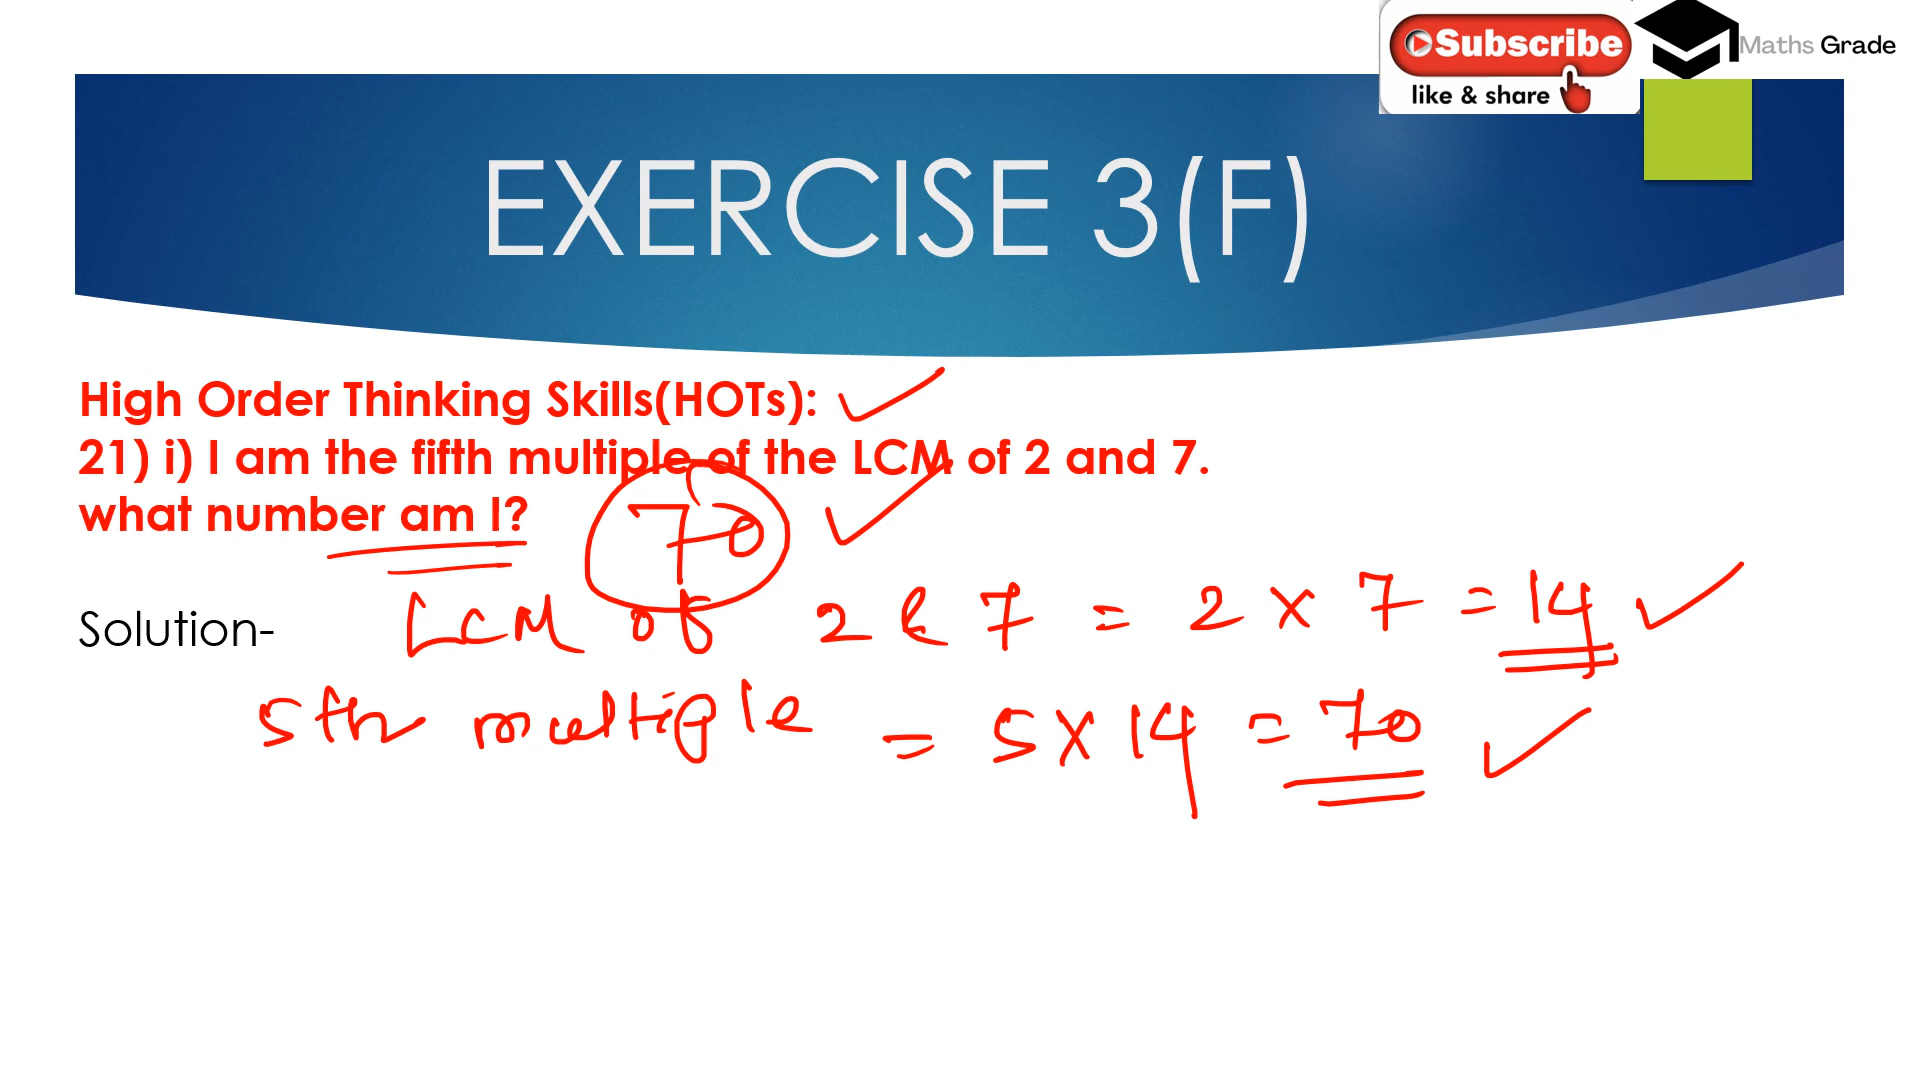 Subscribe
like & share
Maths Grade
EXERCISE 3(F)
High Order Thinking Skills(HOTs):
21) i) I am the fifth multiple of the LCM of 2 and 7.
what number am I?
70
Solution-
LCM of 2 & 7 = 2 × 7 = 14
5th multiple = 5 × 14 = 70